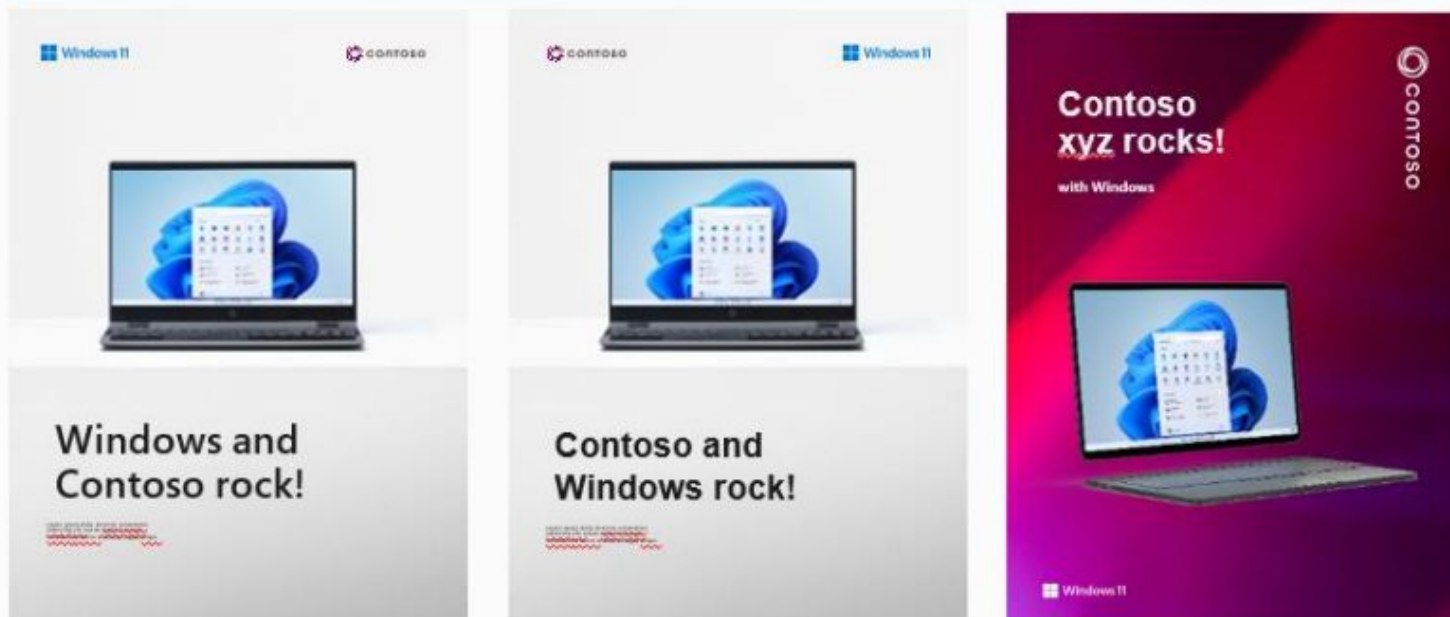 Windows 11
CONTOSO
Windows and
Contoso rock!
CONTOSO
Windows 11
Contoso and
Windows rock!
Contoso
xyz rocks!
with Windows
CONTOSO
Windows 11